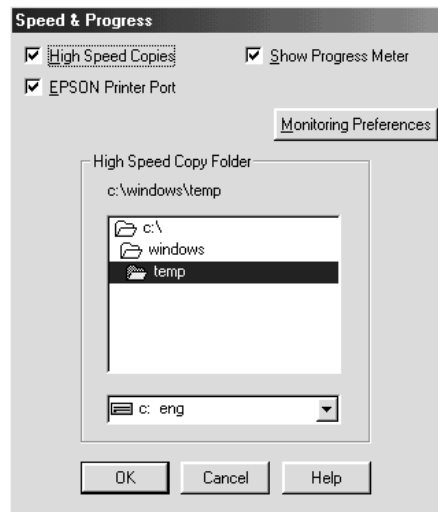 Speed & Progress
High Speed Copies
Show Progress Meter
EPSON Printer Port
Monitoring Preferences
High Speed Copy Folder
c:\windows\temp
c:\
windows
temp
c: eng
OK
Cancel
Help